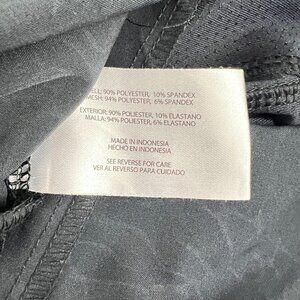 90% POLYESTER, 10% SPANDEX
MESH: 94% POLYESTER, 6% SPANDEX
EXTERIOR: 90% POLIESTER, 10% ELASTANO
MALLA: 94% POLIESTER, 6% ELASTANO
MADE IN INDONESIA
HECHO EN INDONESIA
SEE REVERSE FOR CARE
VER AL REVERSO PARA CUIDADO